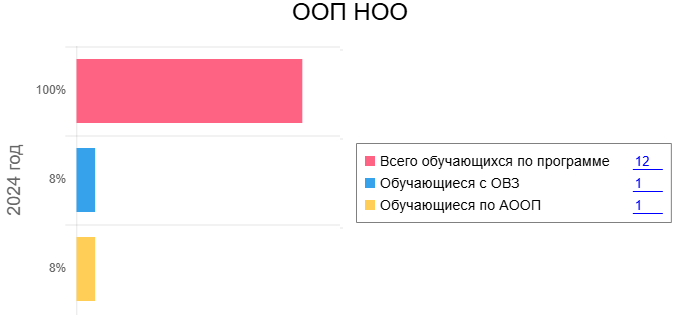 ООП НОО
100%
8%
8%
2024 год
Всего обучающихся по программе 12
Обучающиеся с ОВЗ 1
Обучающиеся по АООП 1